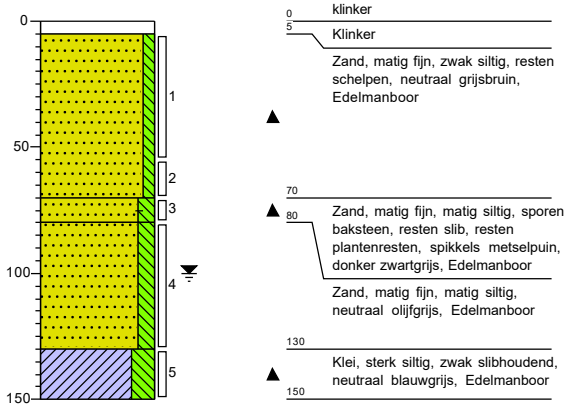 klinker
0
0
5
Klinker
Zand, matig fijn, zwak siltig, resten
schelpen, neutraal grijsbruin,
Edelmanboor
1
50
2
70
3
Zand, matig fijn, matig siltig, sporen
baksteen, resten slib, resten
plantenresten, spikkels metselpuin,
donker zwartgrijs, Edelmanboor
80
100
4
Zand, matig fijn, matig siltig,
neutraal olijfgrijs, Edelmanboor
130
5
Klei, sterk siltig, zwak slibhoudend,
neutraal blauwgrijs, Edelmanboor
150
150